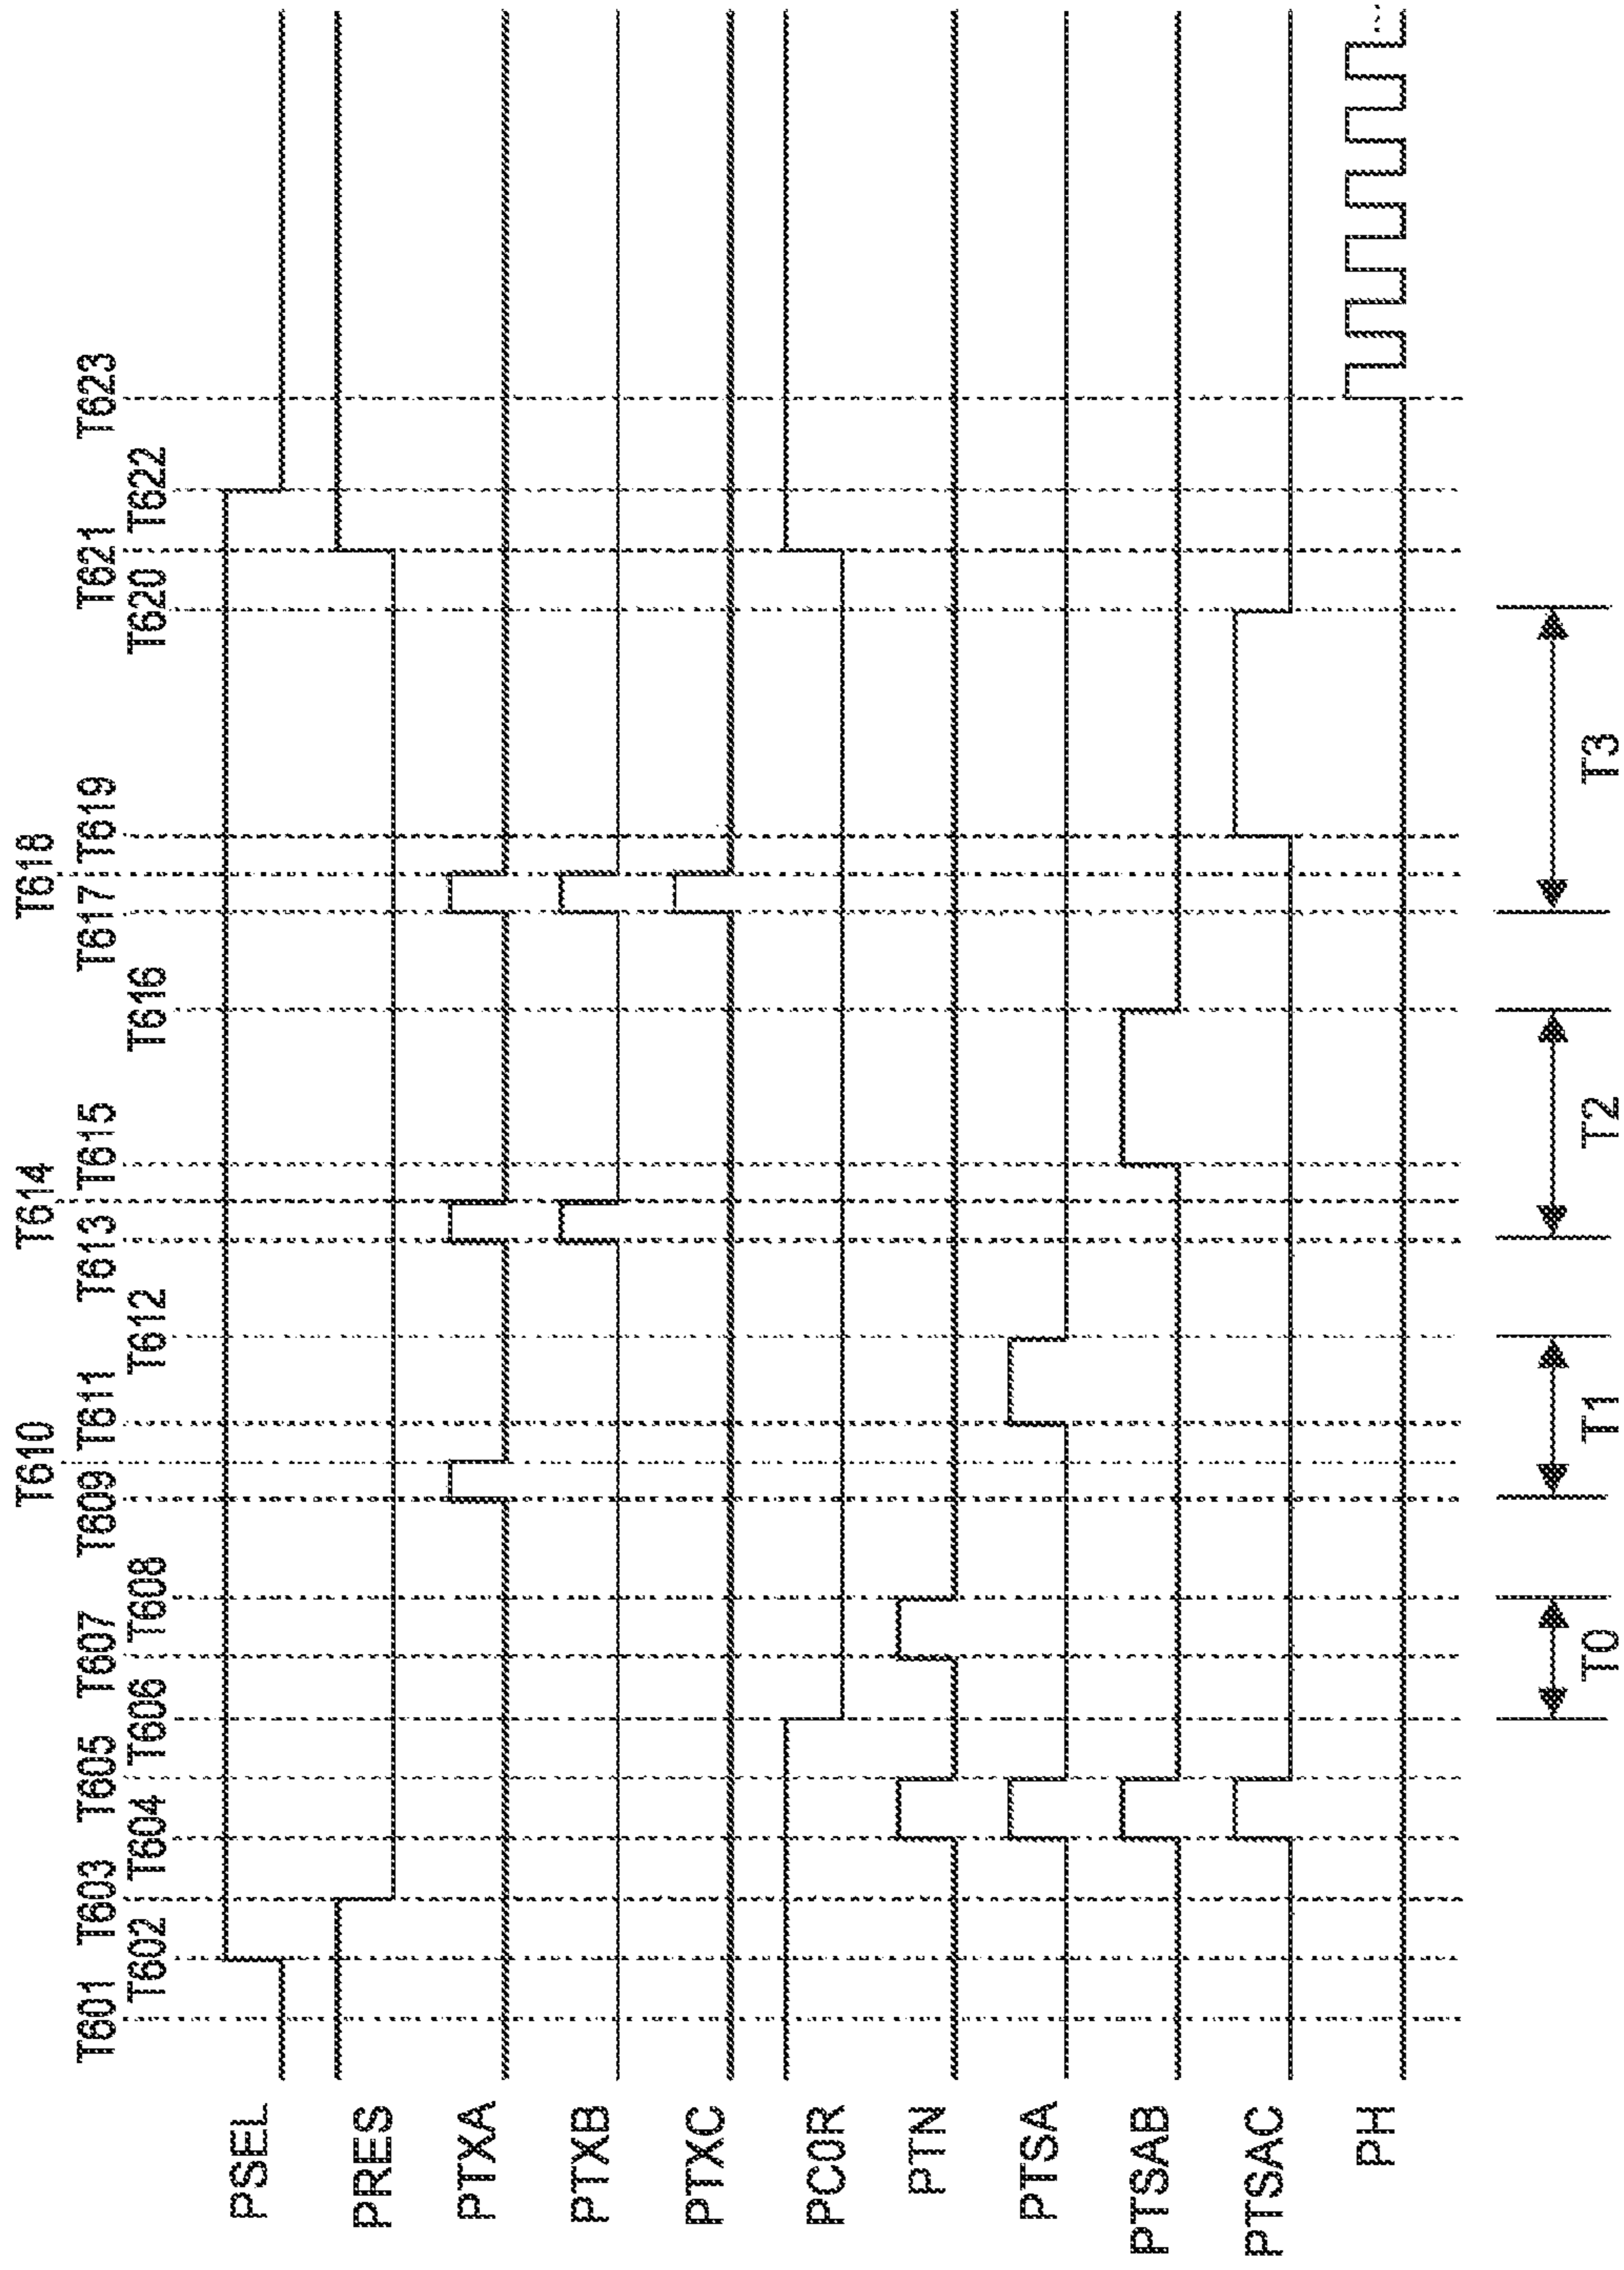 T610 T614 T618
T601 T603 T605 T607 T609 T611 T613 T615 T617 T619 T621 T623
T602 T604 T606 T608 T612 T616 T620 T622
PSEL
PRES
PTXA
PTXB
PTXC
PC0R
PTN
PTSA
PTSAB
PTSAC
PH
T0 T1 T2 T3